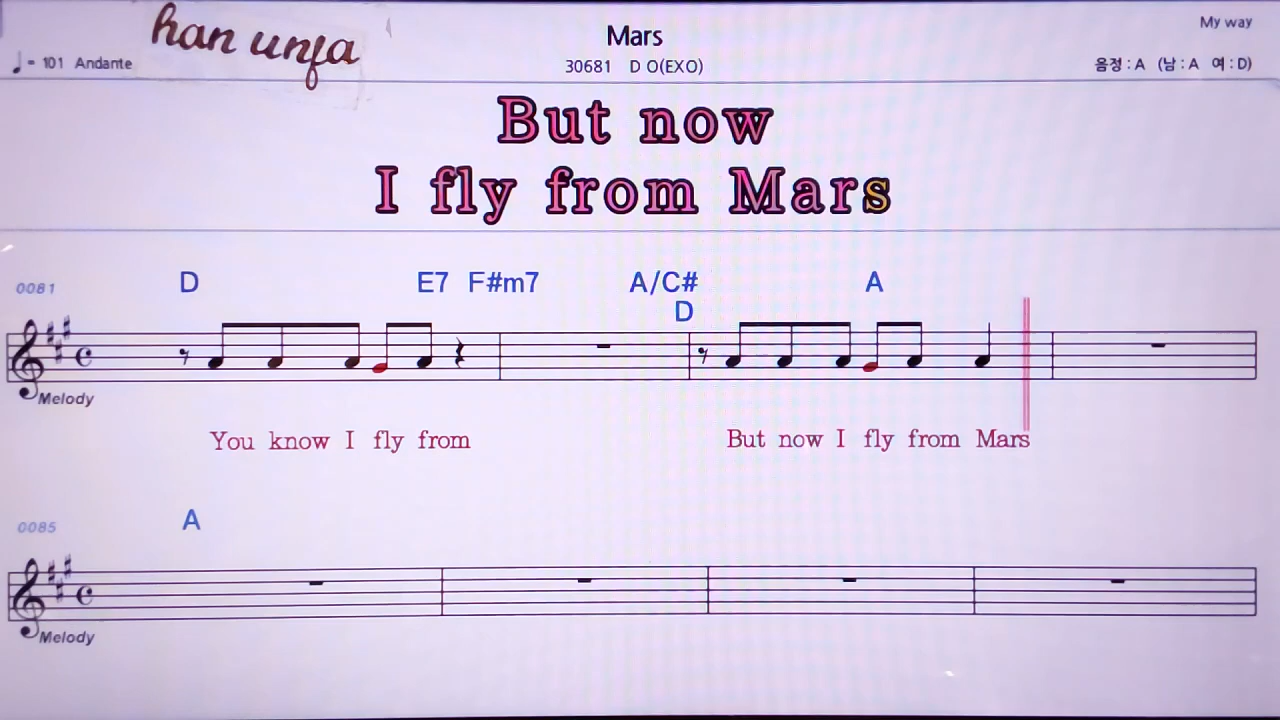 han unfa
Mars
My way
= 101 Andante
30681 D O(EXO)
음정 : A (남 : A 여 : D)
But now
I fly from Mars
0081 D E7 F#m7 A/C# A
D
Melody
You know I fly from But now I fly from Mars
0085 A
Melody